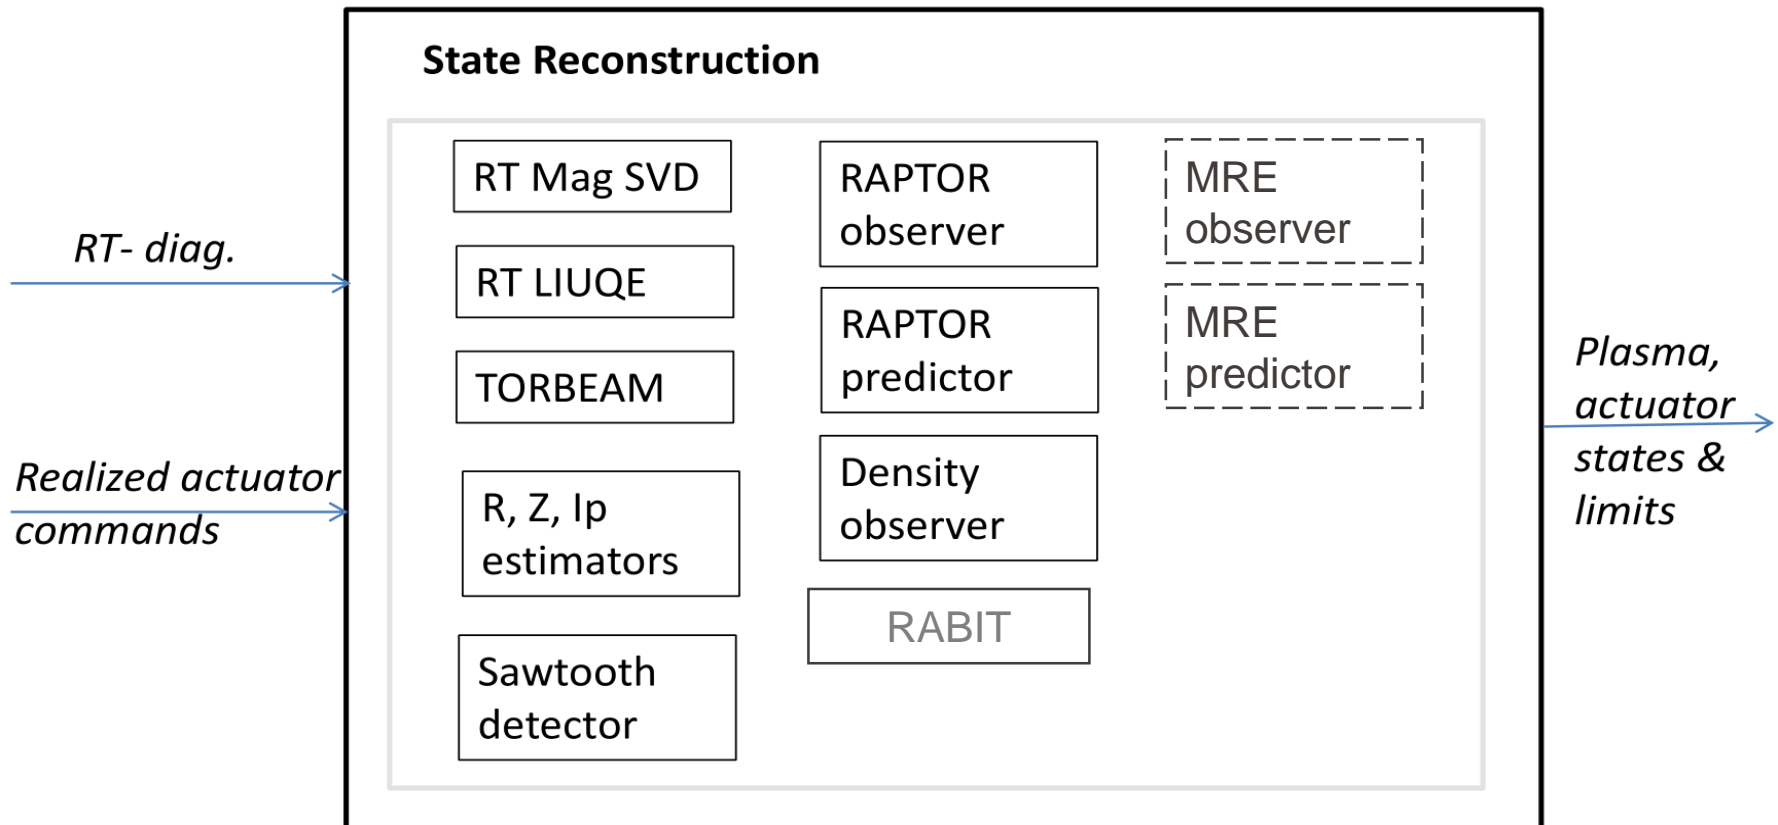 State Reconstruction
RT- diag.
Realized actuator
commands
RT Mag SVD
RT LIUQE
TORBEAM
R, Z, Ip
estimators
Sawtooth
detector
RAPTOR
observer
RAPTOR
predictor
Density
observer
RABIT
MRE
observer
MRE
predictor
Plasma,
actuator
states &
limits